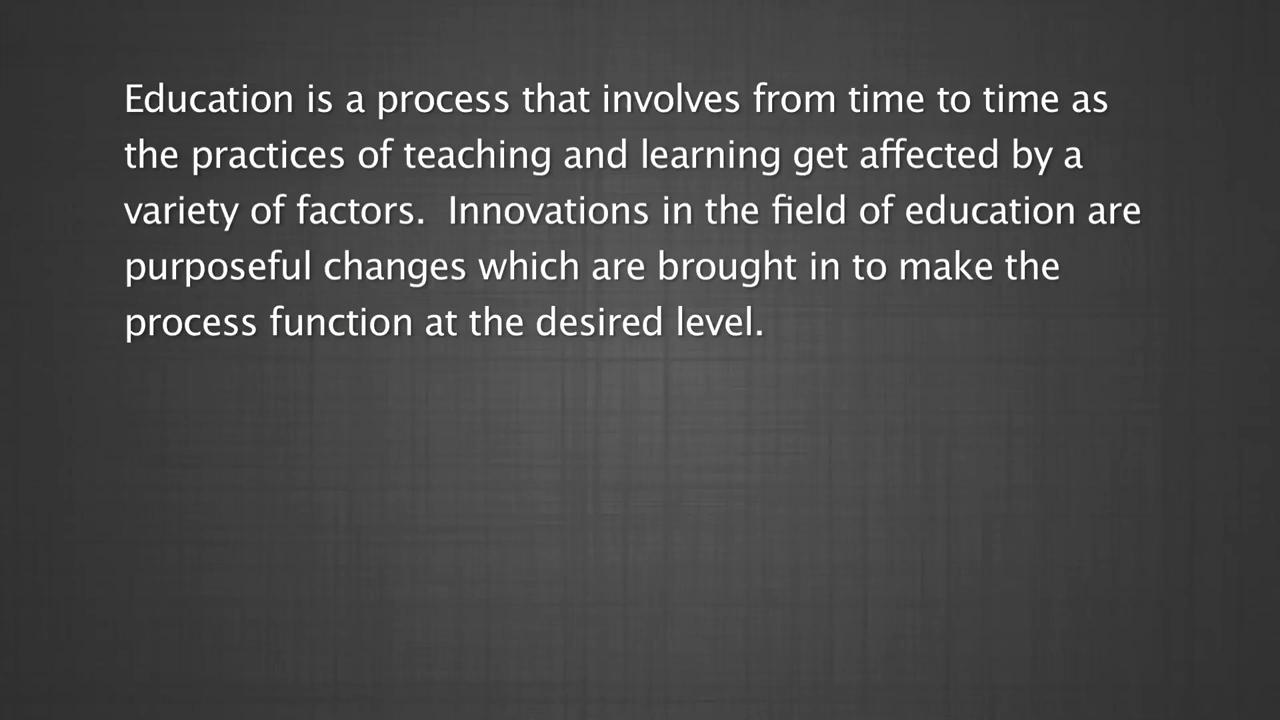 Education is a process that involves from time to time as
the practices of teaching and learning get affected by a
variety of factors.  Innovations in the field of education are
purposeful changes which are brought in to make the
process function at the desired level.